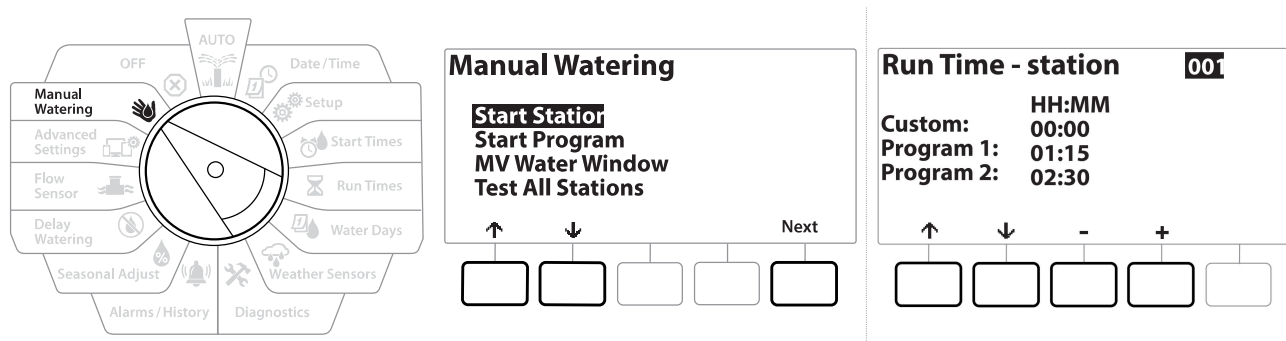 AUTO
OFF
Date/Time
Manual
Watering
Setup
Advanced
Settings
Start Times
Flow
Sensor
Run Times
Delay
Watering
Water Days
%
Seasonal Adjust
Weather Sensors
Alarms/History
Diagnostics
Manual Watering
Start Station
Start Program
MV Water Window
Test All Stations
↑ ↓ Next
Run Time - station 001
HH:MM
Custom: 00:00
Program 1: 01:15
Program 2: 02:30
↑ ↓ - +